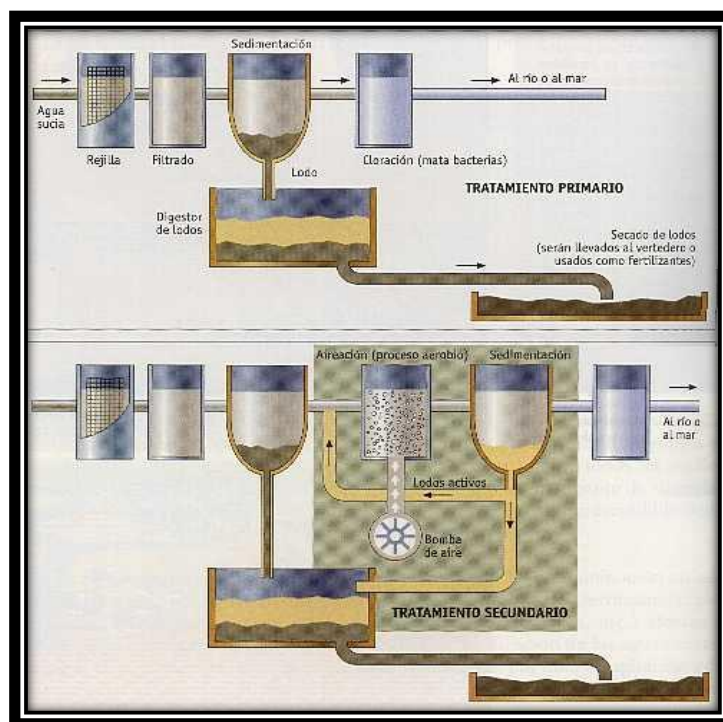 Sedimentación
Al río o al mar
Agua
sucia
Rejilla
Filtrado
Cloración (mata bacterias)
Lodo
TRATAMIENTO PRIMARIO
Digestor
de lodos
Secado de lodos
(serán llevados al vertedero o
usados como fertilizantes)
Aireación (proceso aerobio)
Sedimentación
Al río o
al mar
Lodos activos
Bomba
de aire
TRATAMIENTO SECUNDARIO